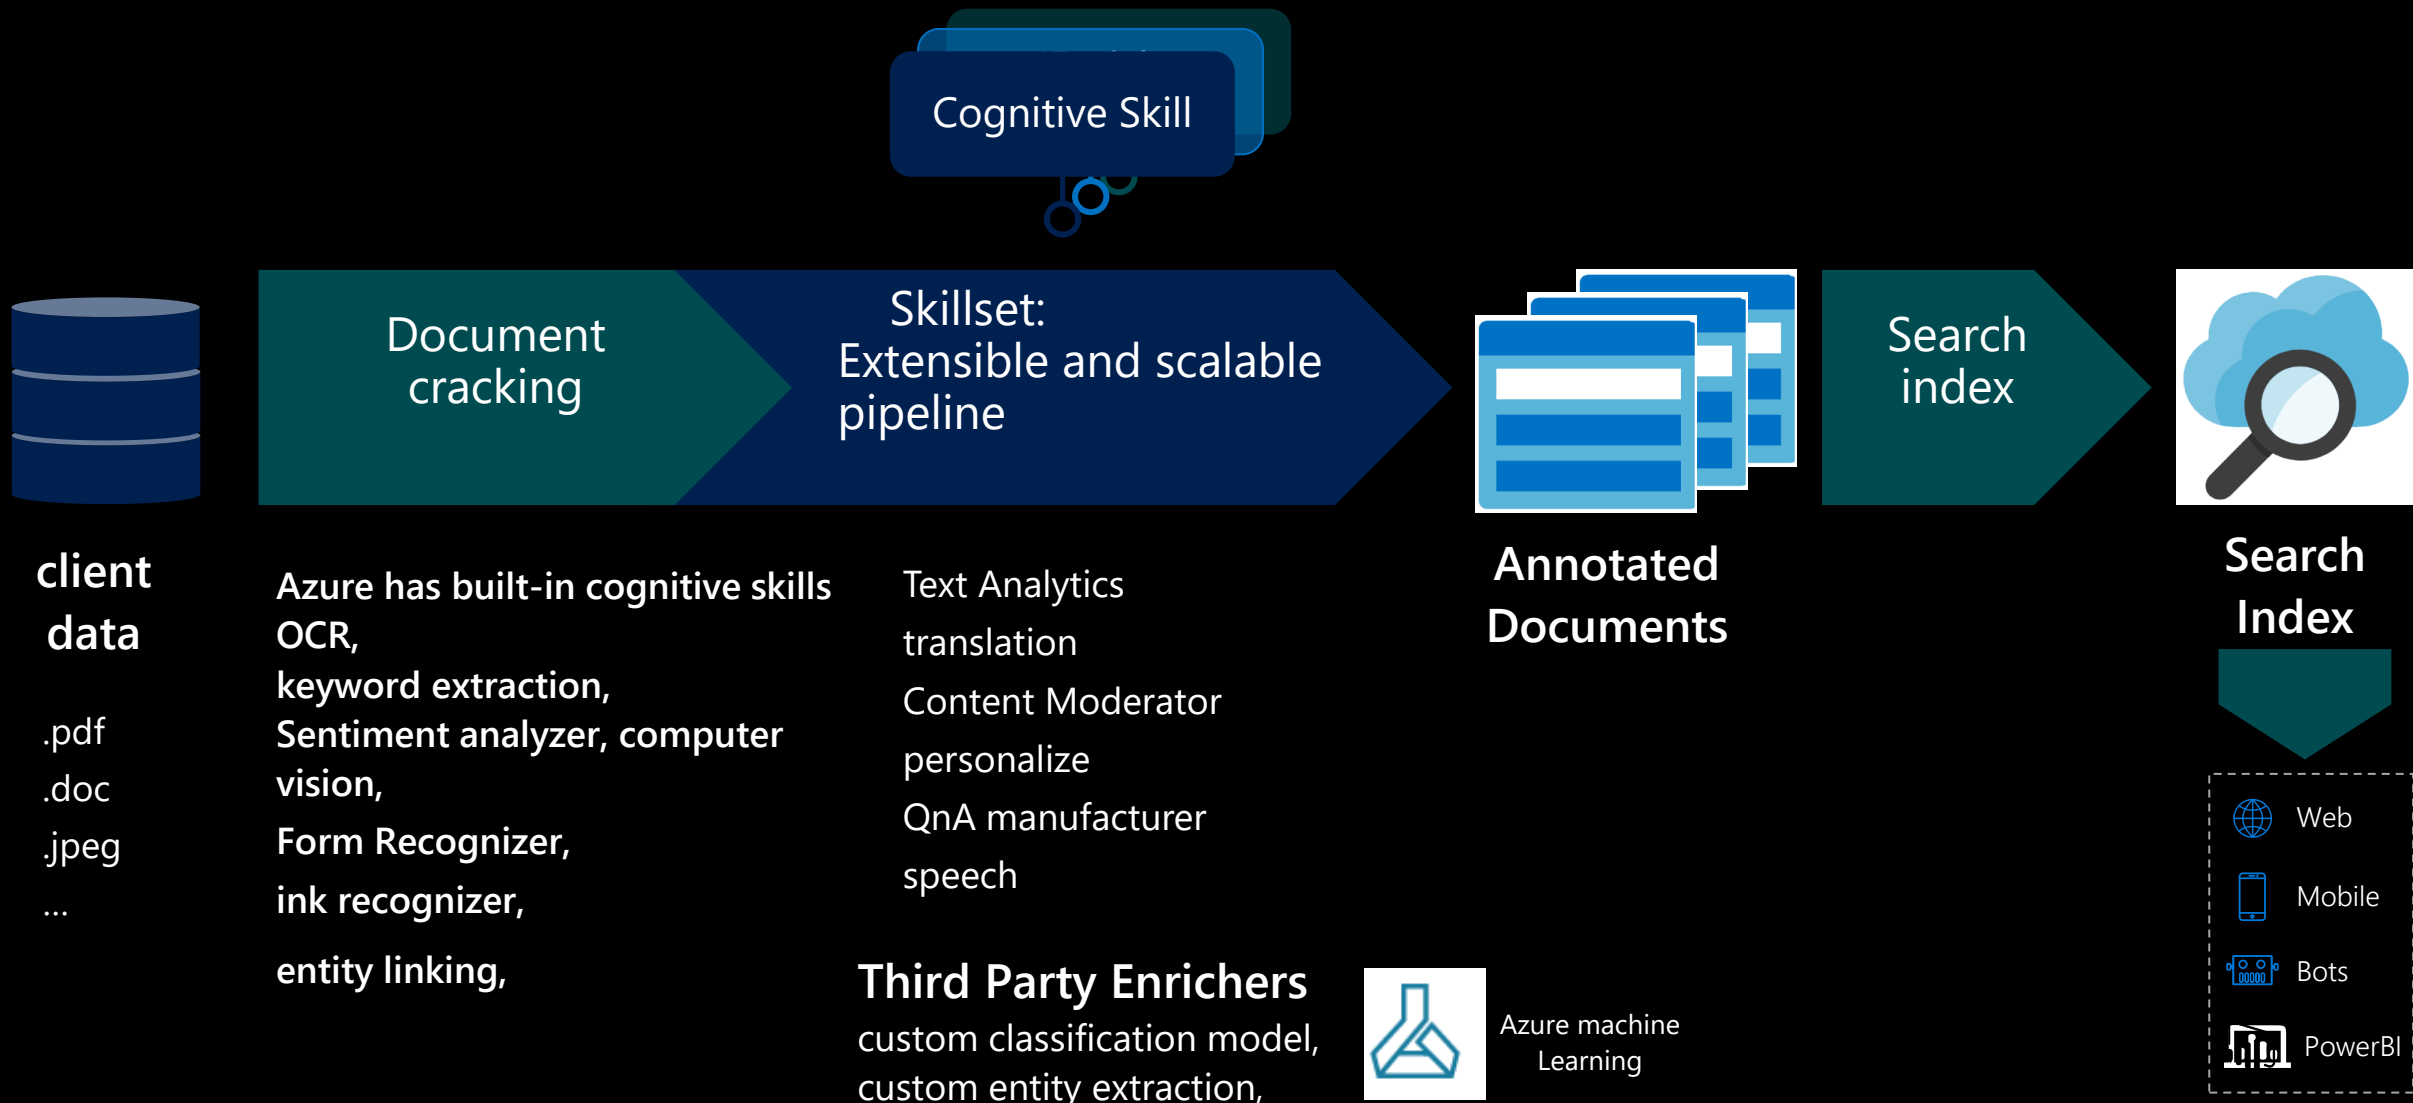 Cognitive Skill
Document
cracking
Skillset:
Extensible and scalable
pipeline
Search
index
client
data
.pdf
.doc
.jpeg
...
Azure has built-in cognitive skills
OCR,
keyword extraction,
Sentiment analyzer, computer
vision,
Form Recognizer,
ink recognizer,
entity linking,
Text Analytics
translation
Content Moderator
personalize
QnA manufacturer
speech
Third Party Enrichers
custom classification model,
custom entity extraction,
Azure machine
Learning
Annotated
Documents
Search
Index
Web
Mobile
Bots
PowerBI